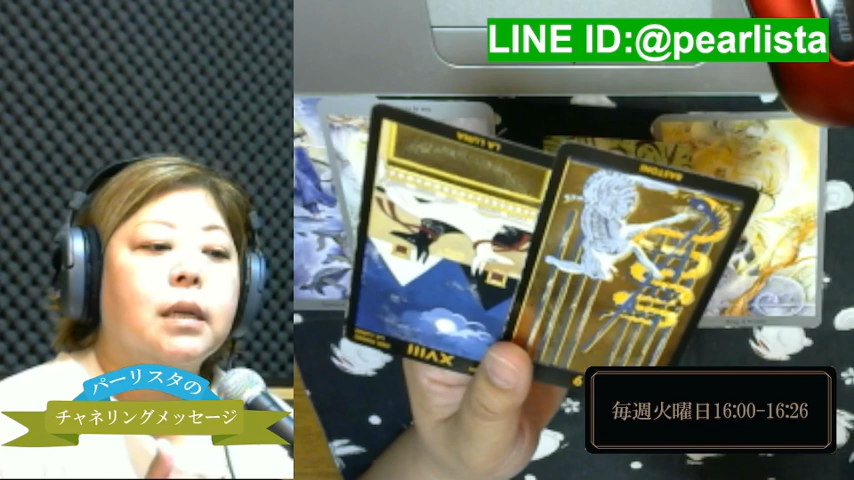 LINE ID:@pearlista
LA LUNA
BASTONI
XVIII
9
パーリスタの
チャネリングメッセージ
毎週火曜日16:00-16:26